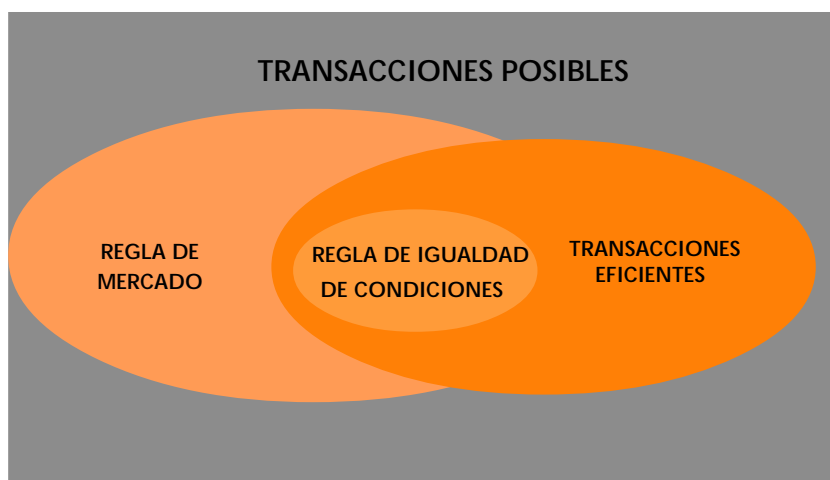 TRANSACCIONES POSIBLES
REGLA DE
MERCADO
REGLA DE IGUALDAD
DE CONDICIONES
TRANSACCIONES
EFICIENTES